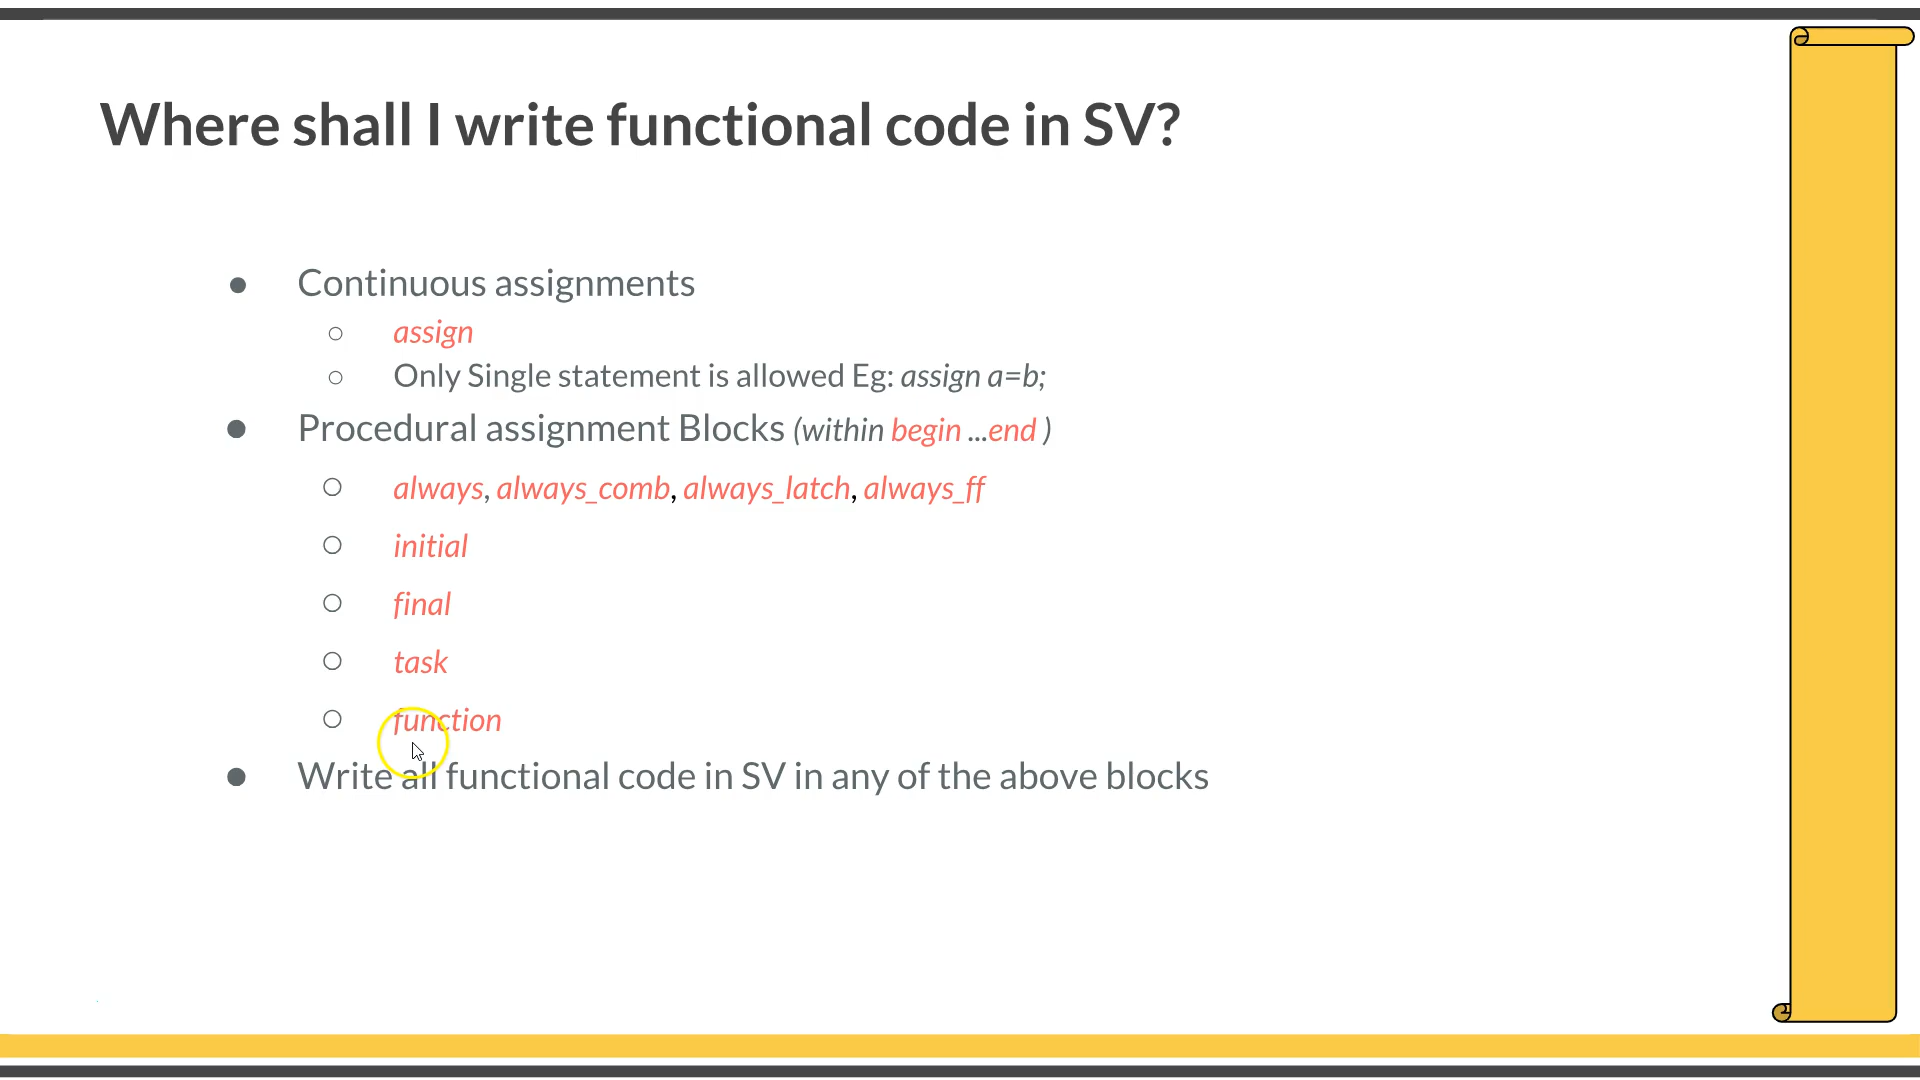 Where shall I write functional code in SV?
Continuous assignments
assign
Only Single statement is allowed Eg: assign a=b;
Procedural assignment Blocks (within begin ...end )
always, always_comb, always_latch, always_ff
initial
final
task
function
Write all functional code in SV in any of the above blocks